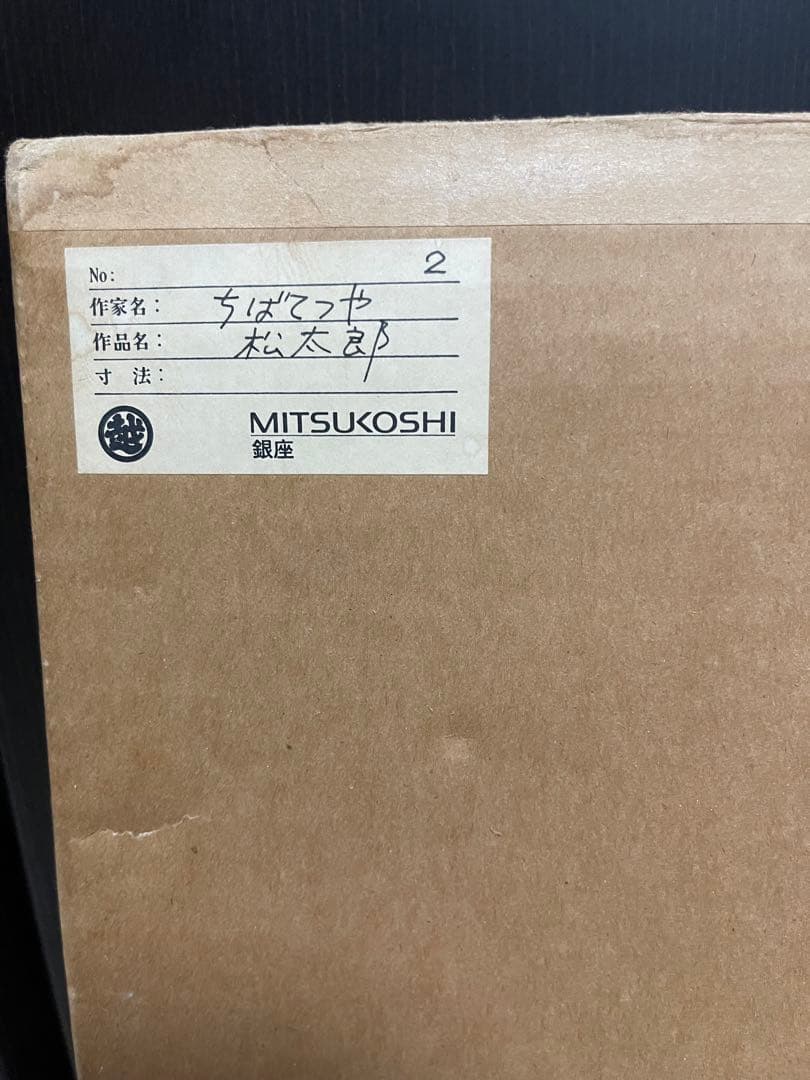 No: 2
作家名: ちばてつや
作品名: 松太郎
寸 法:
越 MITSUKOSHI
銀座